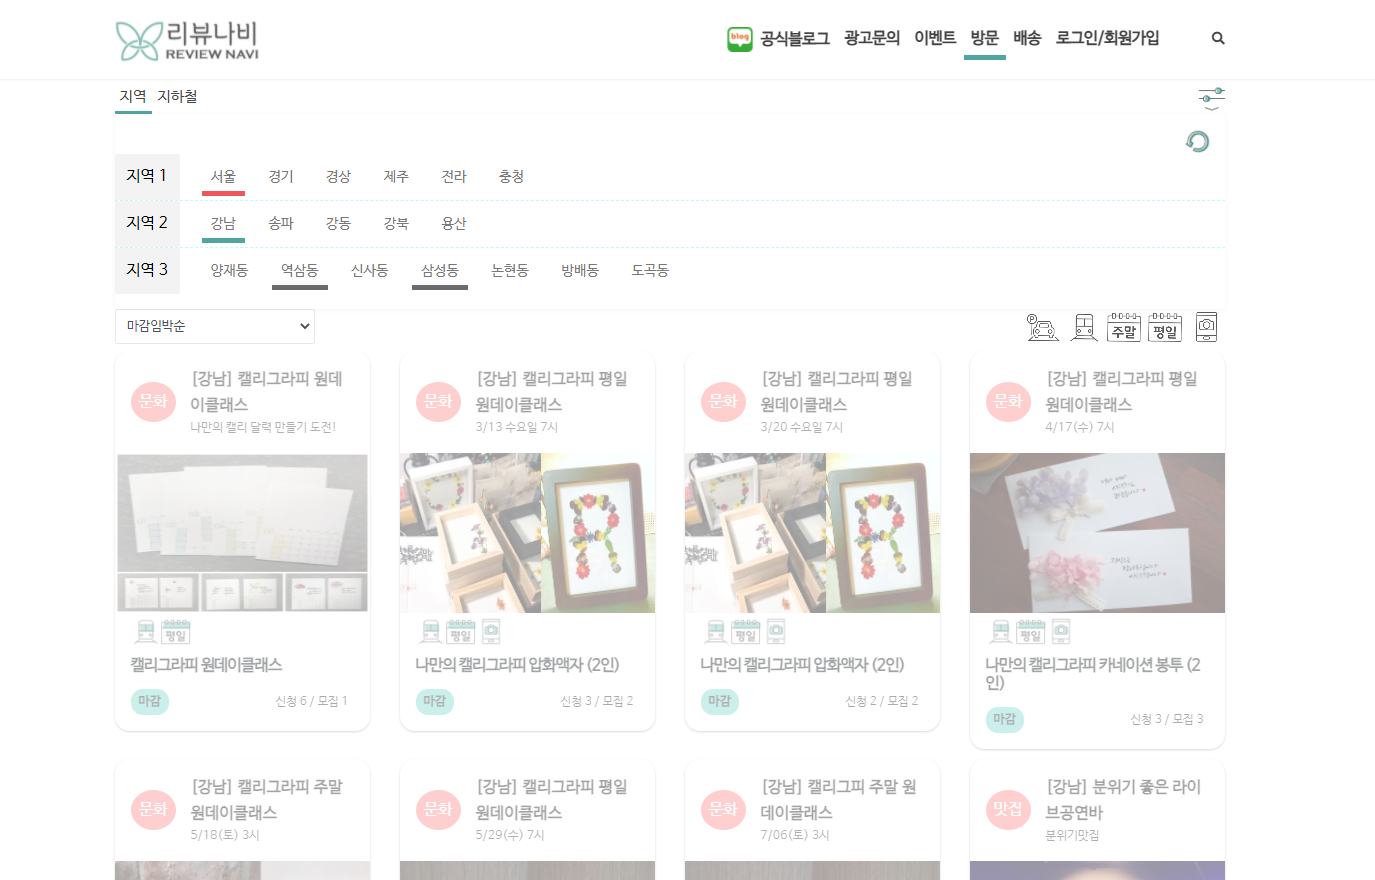 리뷰나비
REVIEW NAVI
blog 공식블로그 광고문의 이벤트 방문 배송 로그인/회원가입
지역 지하철
지역 1 서울 경기 경상 제주 전라 충청
지역 2 강남 송파 강동 강북 용산
지역 3 양재동 역삼동 신사동 삼성동 논현동 방배동 도곡동
마감임박순
P 주말 평일
문화
[강남] 캘리그라피 원데
이클래스
나만의 캘리 달력 만들기 도전!
평일
캘리그라피 원데이클래스
마감 신청 6 / 모집 1
문화
[강남] 캘리그라피 평일
원데이클래스
3/13 수요일 7시
평일
나만의 캘리그라피 압화액자 (2인)
마감 신청 3 / 모집 2
문화
[강남] 캘리그라피 평일
원데이클래스
3/20 수요일 7시
평일
나만의 캘리그라피 압화액자 (2인)
마감 신청 2 / 모집 2
문화
[강남] 캘리그라피 평일
원데이클래스
4/17(수) 7시
평일
나만의 캘리그라피 카네이션 봉투 (2
인)
마감 신청 3 / 모집 3
문화
[강남] 캘리그라피 주말
원데이클래스
5/18(토) 3시
문화
[강남] 캘리그라피 평일
원데이클래스
5/29(수) 7시
문화
[강남] 캘리그피 주말 원
데이클래스
7/06(토) 3시
맛집
[강남] 분위기 좋은 라이
브공연바
분위기맛집